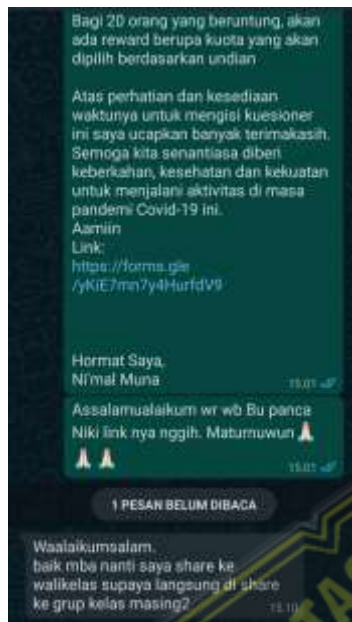 Bagi 20 orang yang beruntung, akan
ada reward berupa kuota yang akan
dipilih berdasarkan undian
Atas perhatian dan kesediaan
waktunya untuk mengisi kuesioner
ini saya ucapkan banyak terimakasih.
Semoga kita senantiasa diberi
keberkahan, kesehatan dan kekuatan
untuk menjalani aktivitas di masa
pandemi Covid-19 ini.
Aamiin
Link:
https://forms.gle
/yKiE7mn7y4HurfdV9
Hormat Saya,
Ni'mal Muna
15.01
Assalamualaikum wr wb Bu panca
Niki link nya nggih. Maturnuwun 🙏🏻
🙏🏻 🙏🏻
15.01
1 PESAN BELUM DIBACA
Waalaikumsalam,
baik mba nanti saya share ke
walikelas supaya langsung di share
ke grup kelas masing2
15.10